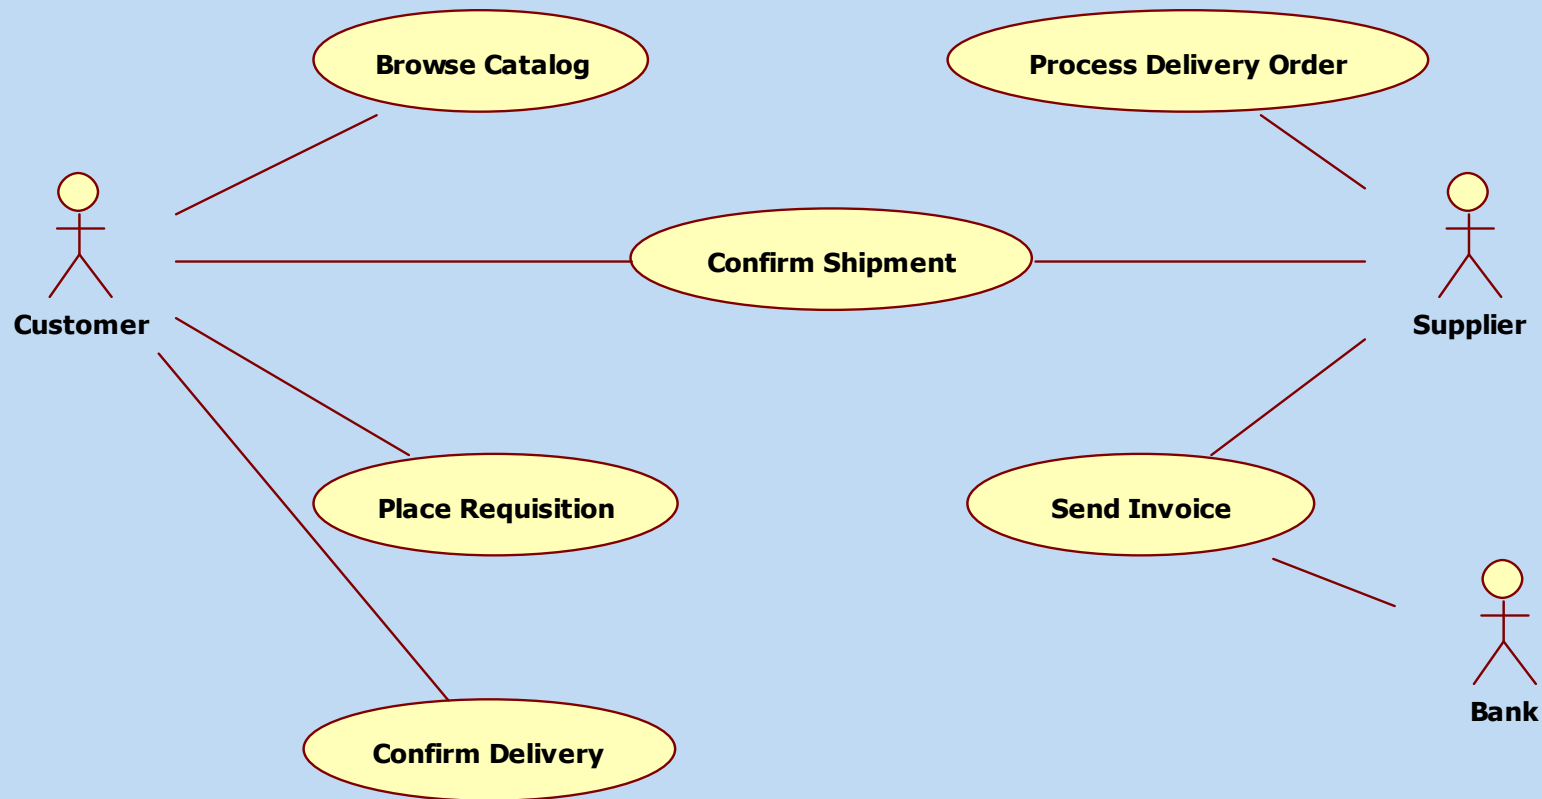 Browse Catalog
Process Delivery Order
Confirm Shipment
Customer
Supplier
Place Requisition
Send Invoice
Bank
Confirm Delivery